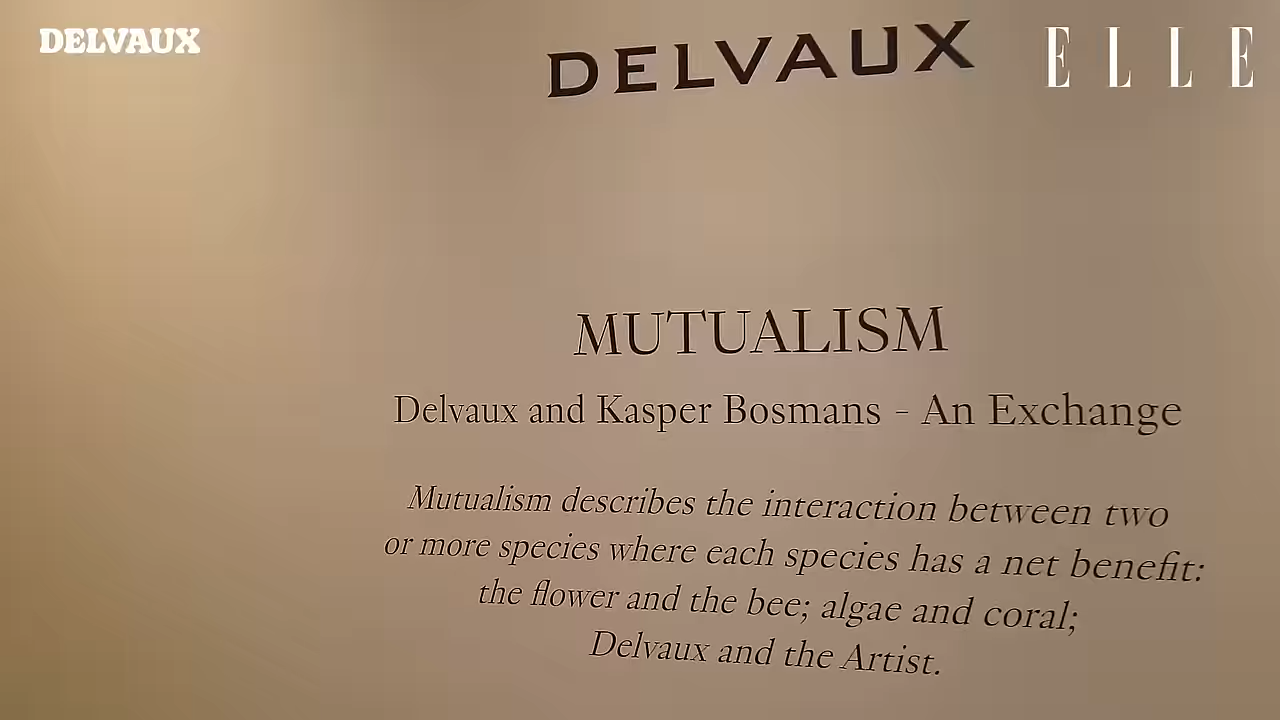 DELVAUX
DELVAUX
ELLE
MUTUALISM
Delvaux and Kasper Bosmans - An Exchange
Mutualism describes the interaction between two
or more species where each species has a net benefit:
the flower and the bee; algae and coral;
Delvaux and the Artist.